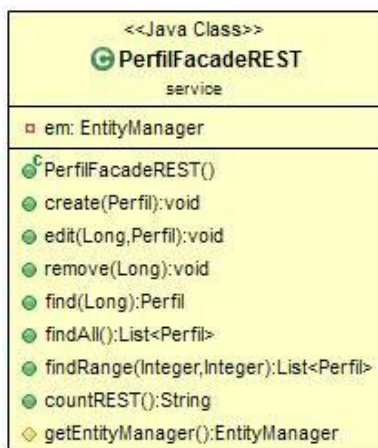 <<Java Class>>
PerfilFacadeREST
service
em: EntityManager
PerfilFacadeREST()
create(Perfil):void
edit(Long,Perfil):void
remove(Long):void
find(Long):Perfil
findAll():List<Perfil>
findRange(Integer,Integer):List<Perfil>
countREST():String
getEntityManager():EntityManager